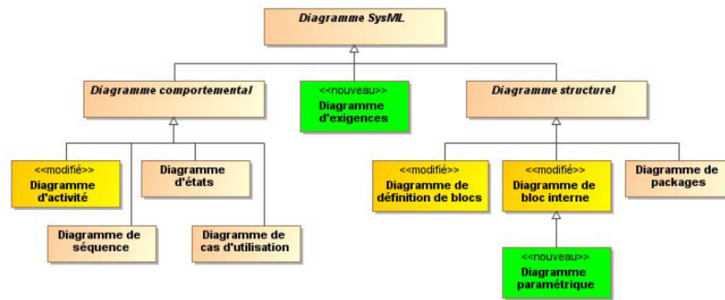 Diagramme SysML
Diagramme comportemental
<<nouveau>>
Diagramme
d'exigences
Diagramme structurel
<<modifié>>
Diagramme
d'activité
Diagramme
d'états
<<modifié>>
Diagramme de
définition de blocs
<<modifié>>
Diagramme de
bloc interne
Diagramme de
packages
Diagramme de
séquence
Diagramme de
cas d'utilisation
<<nouveau>>
Diagramme
paramétrique